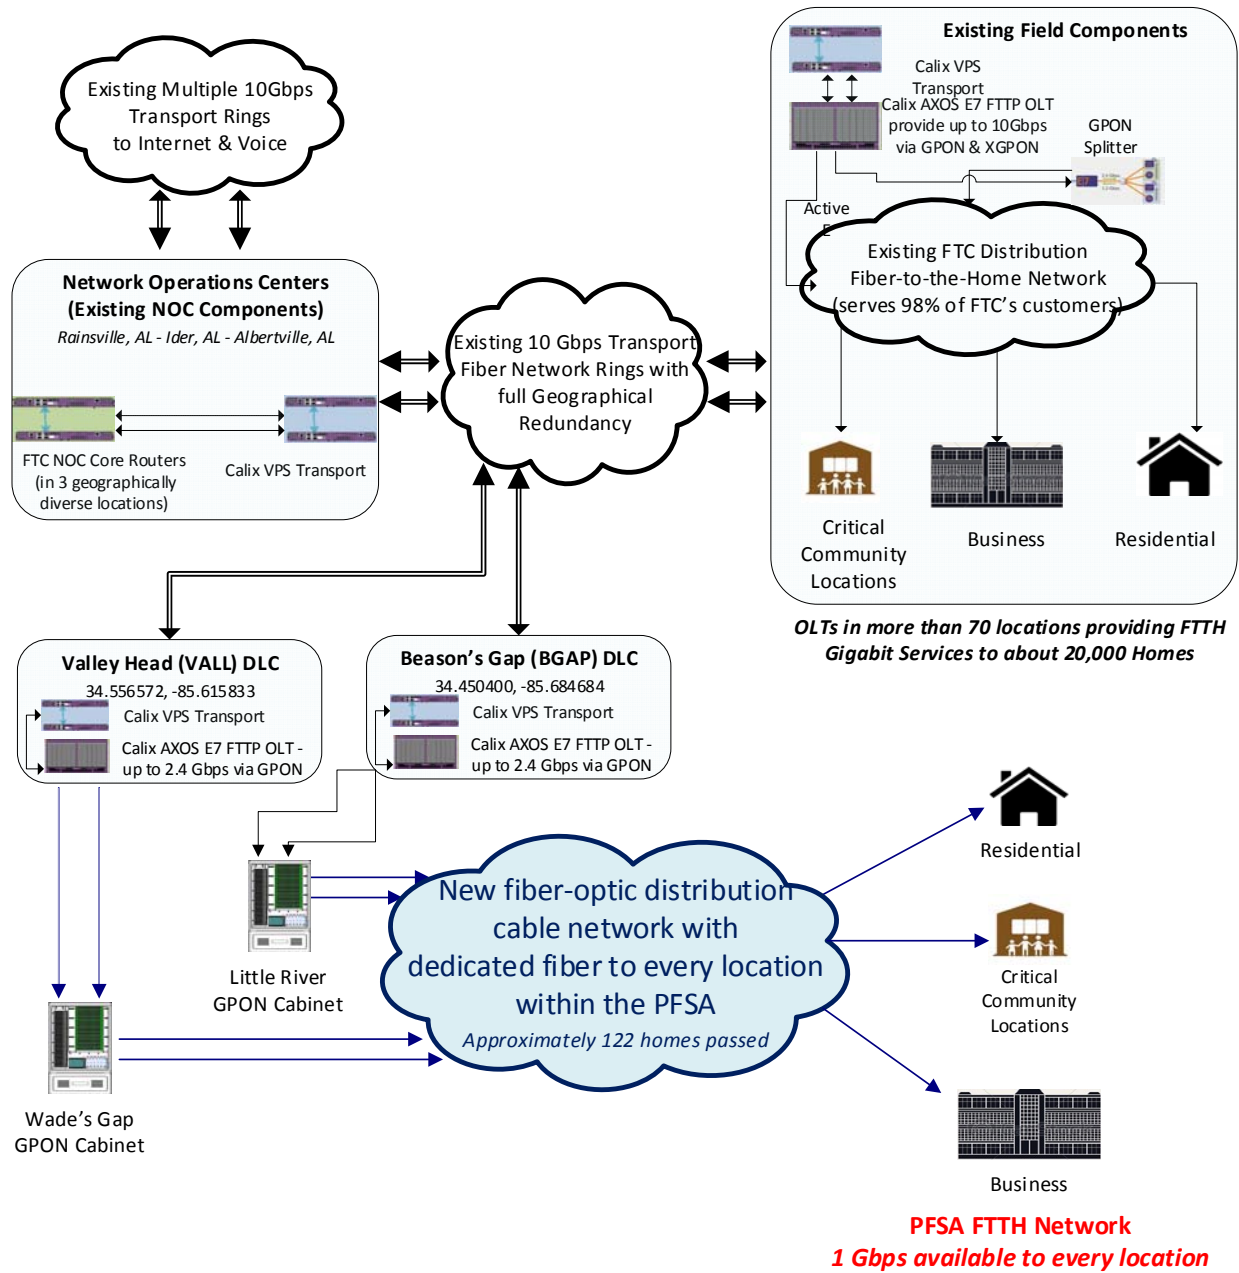 Existing Multiple 10Gbps
Transport Rings
to Internet & Voice
Network Operations Centers
(Existing NOC Components)
Rainsville, AL - Ider, AL - Albertville, AL
FTC NOC Core Routers
(in 3 geographically
diverse locations)
Calix VPS Transport
Existing 10 Gbps Transport
Fiber Network Rings with
full Geographical
Redundancy
Existing Field Components
Calix VPS
Transport
Calix AXOS E7 FTTP OLT
provide up to 10Gbps
via GPON & XGPON
GPON
Splitter
Active
E
Existing FTC Distribution
Fiber-to-the-Home Network
(serves 98% of FTC's customers)
Critical
Community
Locations
Business
Residential
OLTs in more than 70 locations providing FTTH
Gigabit Services to about 20,000 Homes
Valley Head (VALL) DLC
34.556572, -85.615833
Calix VPS Transport
Calix AXOS E7 FTTP OLT -
up to 2.4 Gbps via GPON
Beason's Gap (BGAP) DLC
34.450400, -85.684684
Calix VPS Transport
Calix AXOS E7 FTTP OLT -
up to 2.4 Gbps via GPON
Little River
GPON Cabinet
Wade's Gap
GPON Cabinet
New fiber-optic distribution
cable network with
dedicated fiber to every location
within the PFSA
Approximately 122 homes passed
Residential
Critical
Community
Locations
Business
PFSA FTTH Network
1 Gbps available to every location